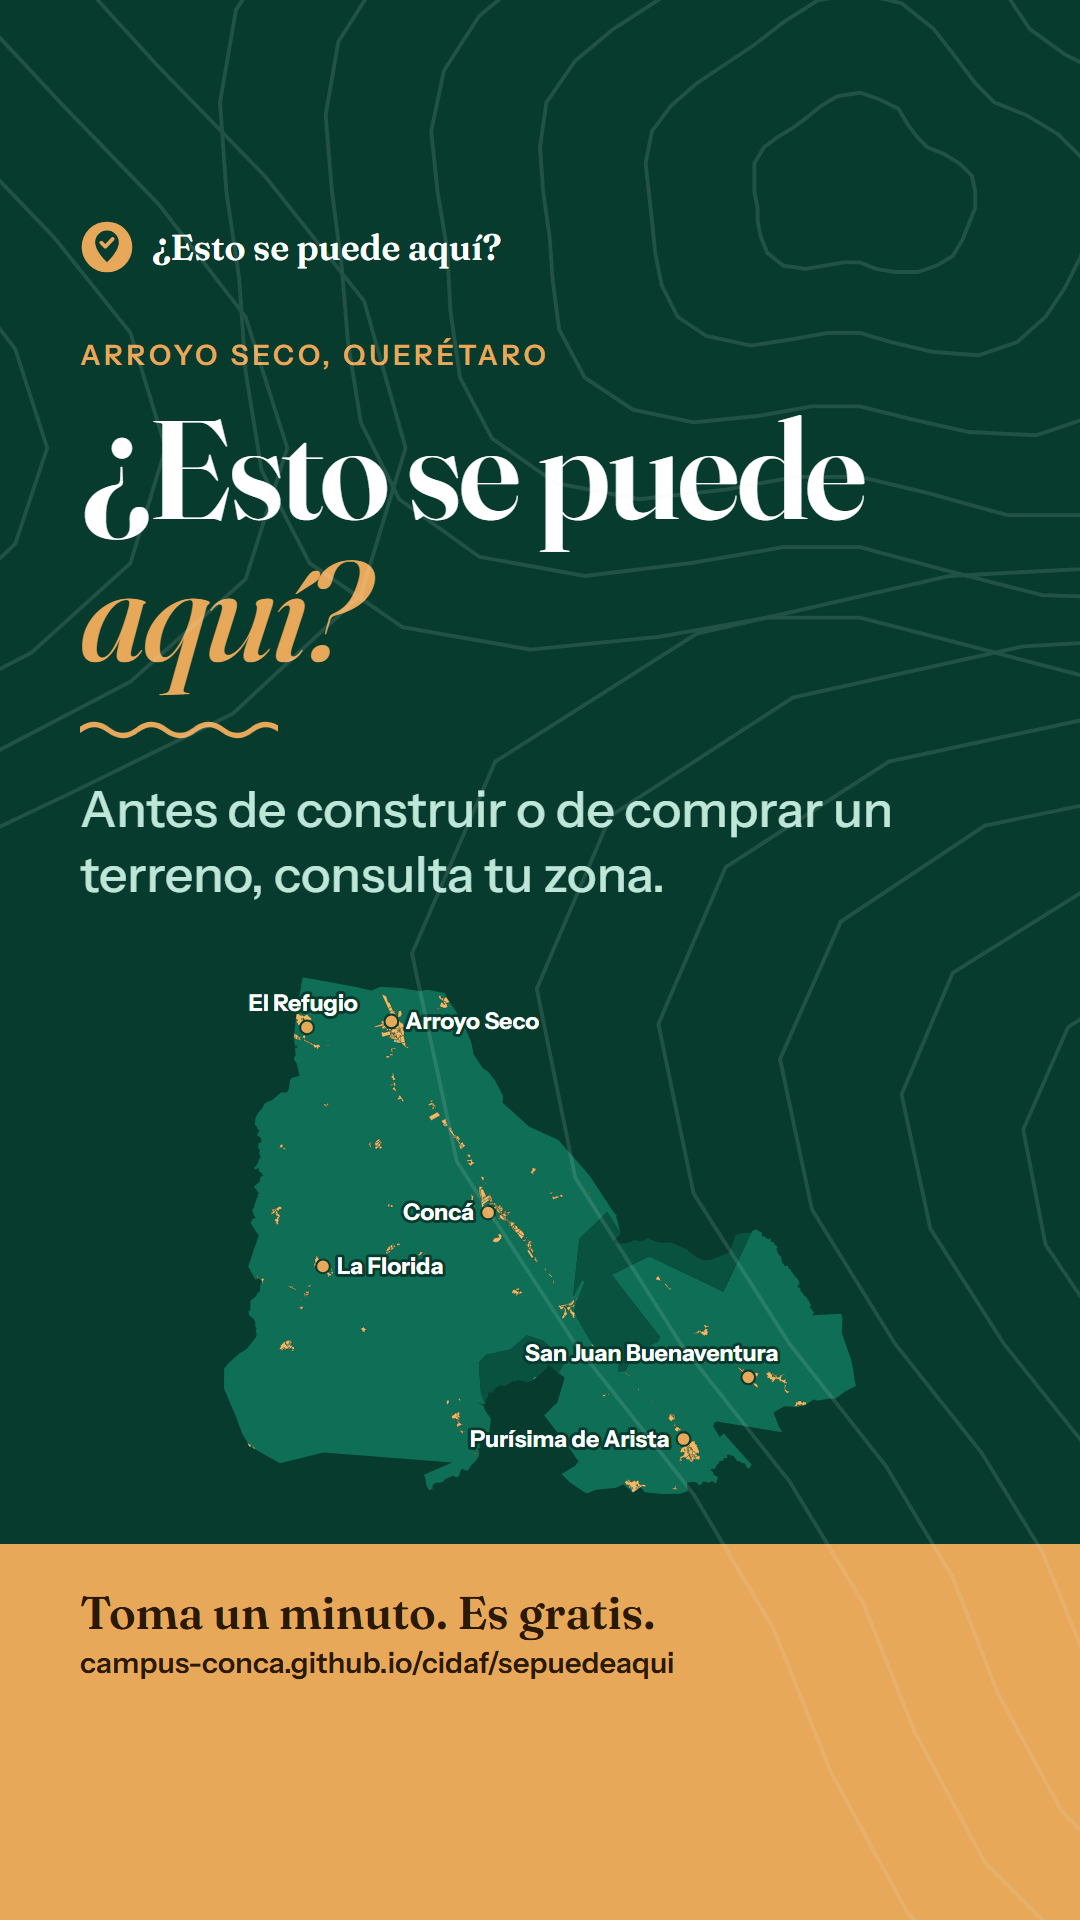 ¿Esto se puede aquí?
ARROYO SECO, QUERÉTARO
¿Esto se puede
aquí?
Antes de construir o de comprar un
terreno, consulta tu zona.
El Refugio
Arroyo Seco
Concá
La Florida
San Juan Buenaventura
Purísima de Arista
Toma un minuto. Es gratis.
campus-conca.github.io/cidaf/sepuedeaqui